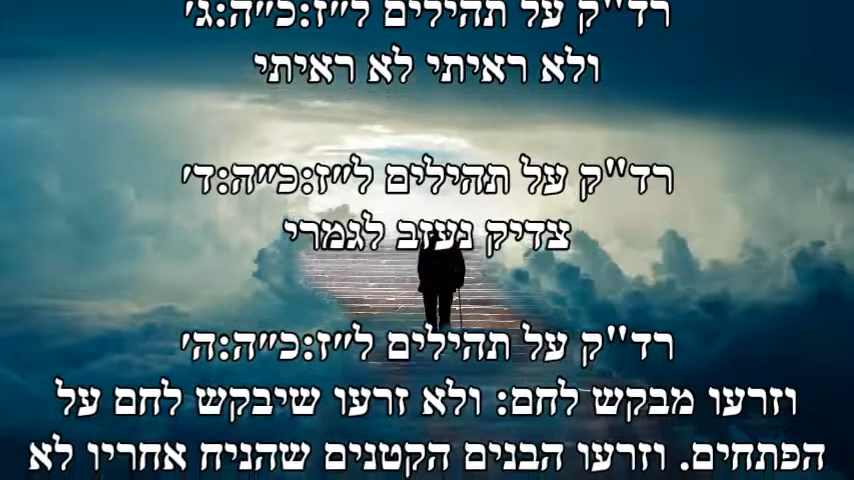 רד"ק על תהילים ל״ז:כ״ה:ג׳
ולא ראיתי לא ראיתי
רד"ק על תהילים ל״ז:כ״ה:ד׳
צדיק נעזב לגמרי
רד"ק על תהילים ל״ז:כ״ה:ה׳
וזרעו מבקש לחם: ולא זרעו שיבקש לחם על
הפתחים. וזרעו הבנים הקטנים שהניח אחריו לא